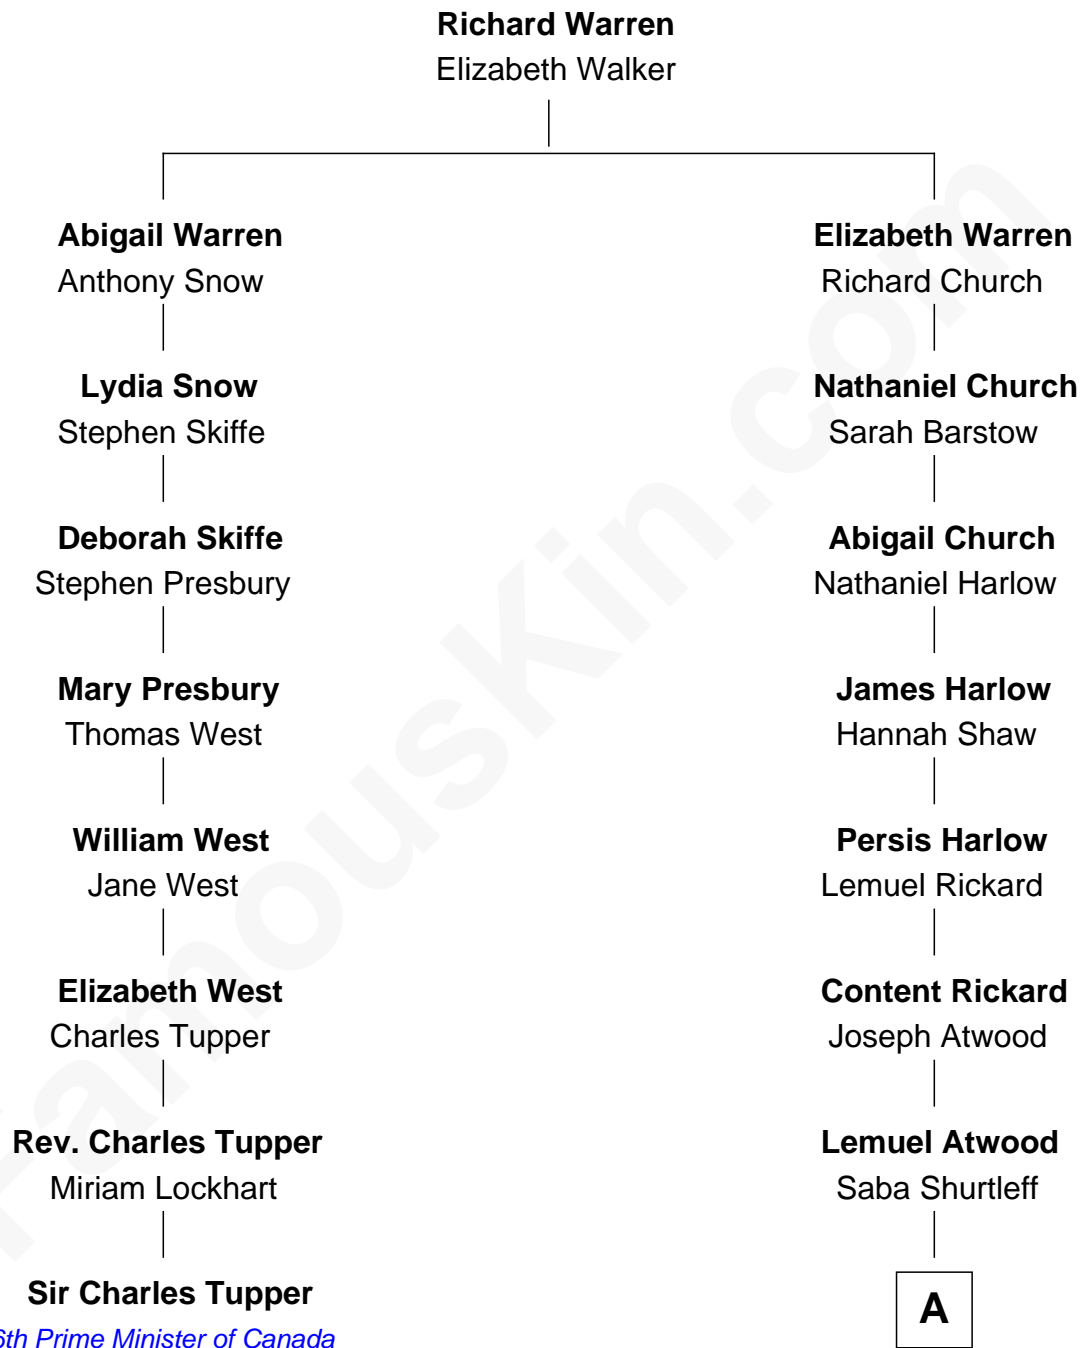 Richard Warren
Elizabeth Walker
Abigail Warren
Anthony Snow
Elizabeth Warren
Richard Church
Lydia Snow
Stephen Skiffe
Nathaniel Church
Sarah Barstow
Deborah Skiffe
Stephen Presbury
Abigail Church
Nathaniel Harlow
Mary Presbury
Thomas West
James Harlow
Hannah Shaw
William West
Jane West
Persis Harlow
Lemuel Rickard
Elizabeth West
Charles Tupper
Content Rickard
Joseph Atwood
Rev. Charles Tupper
Miriam Lockhart
Lemuel Atwood
Saba Shurtleff
Sir Charles Tupper
6th Prime Minister of Canada
A
FamousKin.com